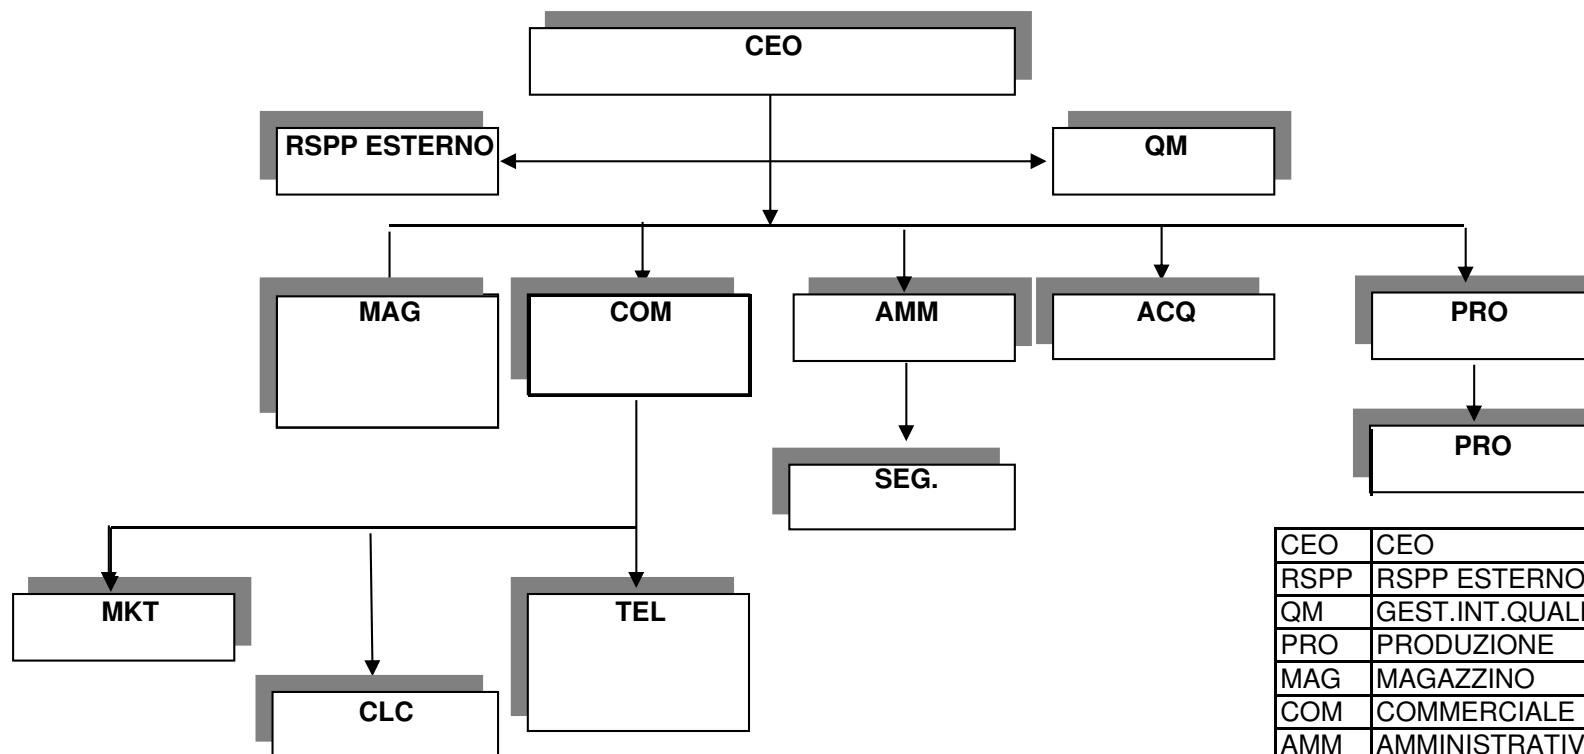 CEO
RSPP ESTERNO
QM
MAG
COM
AMM
ACQ
PRO
SEG.
PRO
MKT
CLC
TEL
CEO CEO
RSPP RSPP ESTERNO
QM GEST.INT.QUALI
PRO PRODUZIONE
MAG MAGAZZINO
COM COMMERCIALE
AMM AMMINISTRATIV